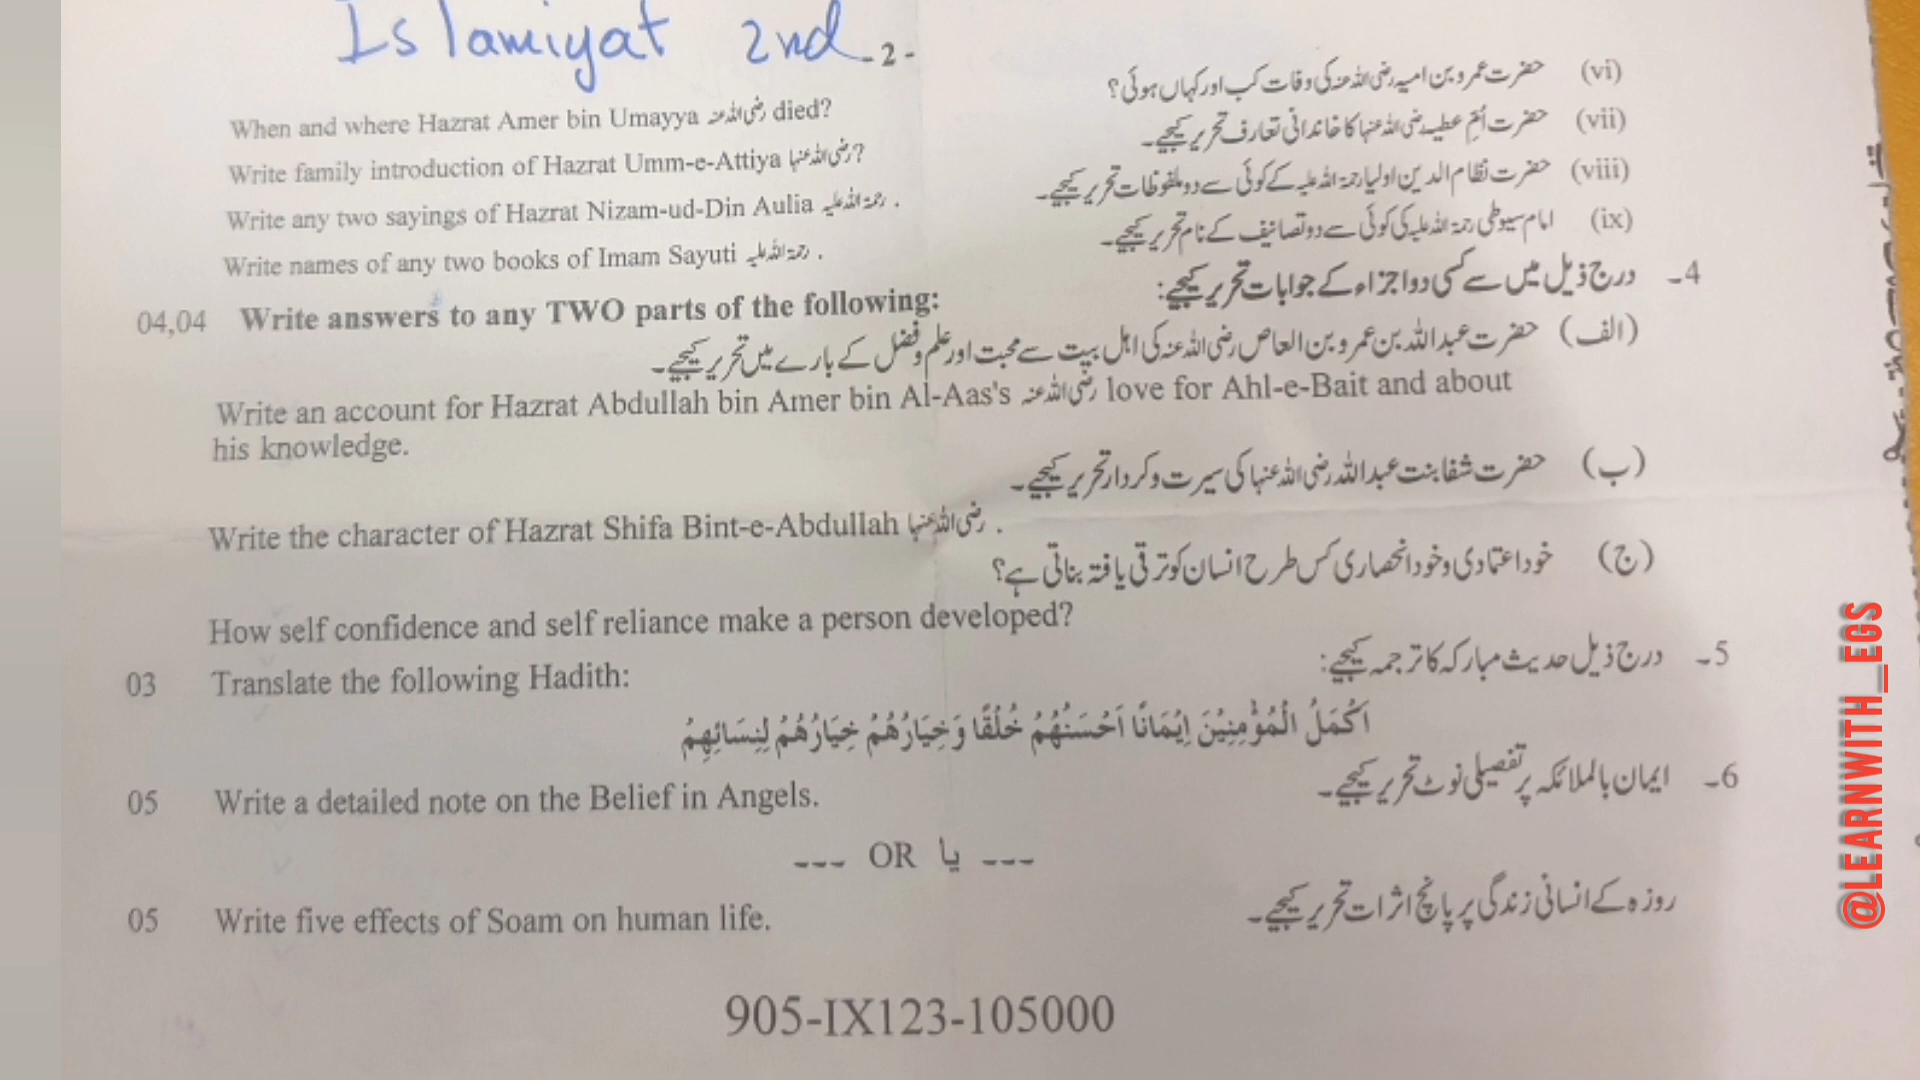 Islamiyat 2nd
- 2 -
When and where Hazrat Amer bin Umayya رضی اللہ عنہ died?
(vi) حضرت عمرو بن امیہ رضی اللہ عنہ کی وفات کب اور کہاں ہوئی؟
Write family introduction of Hazrat Umm-e-Attiya رضی اللہ عنہا?
(vii) حضرت اُمّ عطیہ رضی اللہ عنہا کا خاندانی تعارف تحریر کیجیے۔
Write any two sayings of Hazrat Nizam-ud-Din Aulia رحمۃ اللہ علیہ .
(viii) حضرت نظام الدین اولیا رحمۃ اللہ علیہ کے کوئی سے دو ملفوظات تحریر کیجیے۔
Write names of any two books of Imam Sayuti رحمۃ اللہ علیہ .
(ix) امام سیوطی رحمۃ اللہ علیہ کی کوئی سے دو تصانیف کے نام تحریر کیجیے۔
04,04 Write answers to any TWO parts of the following:
4۔ درج ذیل میں سے کسی دو اجزاء کے جوابات تحریر کیجیے:
(الف) حضرت عبداللہ بن عمرو بن العاص رضی اللہ عنہ کی اہل بیت سے محبت اور علم و فضل کے بارے میں تحریر کیجیے۔
Write an account for Hazrat Abdullah bin Amer bin Al-Aas's رضی اللہ عنہ love for Ahl-e-Bait and about
his knowledge.
(ب) حضرت شفا بنت عبداللہ رضی اللہ عنہا کی سیرت و کردار تحریر کیجیے۔
Write the character of Hazrat Shifa Bint-e-Abdullah رضی اللہ عنہا .
(ج) خود اعتمادی و خود انحصاری کس طرح انسان کو ترقی یافتہ بناتی ہے؟
How self confidence and self reliance make a person developed?
03 Translate the following Hadith:
5۔ درج ذیل حدیث مبارکہ کا ترجمہ کیجیے:
اَكْمَلُ الْمُؤْمِنِيْنَ اِيْمَانًا اَحْسَنُهُمْ خُلُقًا وَخِيَارُهُمْ خِيَارُهُمْ لِنِسَائِهِمْ
05 Write a detailed note on the Belief in Angels.
6۔ ایمان بالملائکہ پر تفصیلی نوٹ تحریر کیجیے۔
--- OR یا ---
05 Write five effects of Soam on human life.
روزہ کے انسانی زندگی پر پانچ اثرات تحریر کیجیے۔
905-IX123-105000
@LEARNWITH_EGS